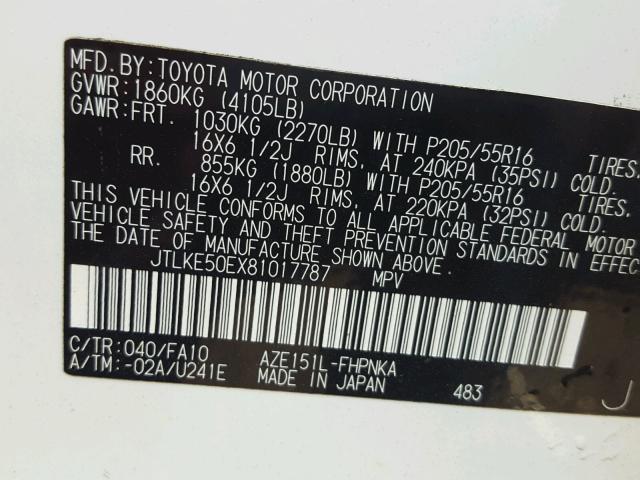 MFD.BY:TOYOTA MOTOR CORPORATION
GVWR:1860KG (4105LB)
GAWR:FRT. 1030KG (2270LB) WITH P205/55R16 TIRES,
16X6 1/2J RIMS, AT 240KPA (35PSI) COLD.
RR. 855KG (1880LB) WITH P205/55R16 TIRES,
16X6 1/2J RIMS, AT 220KPA (32PSI) COLD.
THIS VEHICLE CONFORMS TO ALL APPLICABLE FEDERAL MOTOR
VEHICLE SAFETY AND THEFT PREVENTION STANDARDS IN EFFEC
THE DATE OF MANUFACTURE SHOWN ABOVE.
JTLKE50EX81017787 MPV
C/TR:040/FA10 AZE151L-FHPNKA
A/TM:-02A/U241E MADE IN JAPAN 483 J